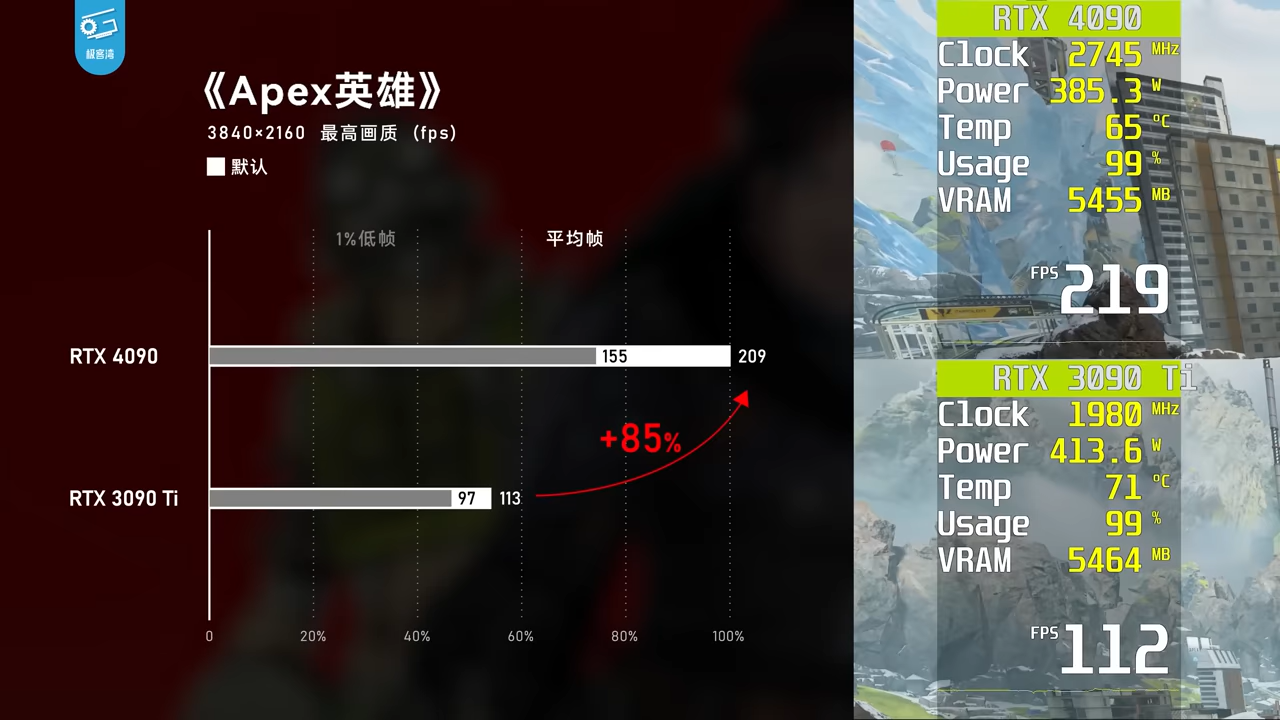 极客湾
《Apex英雄》
3840×2160 最高画质 (fps)
默认
1%低帧 平均帧
RTX 4090 155 209
+85%
RTX 3090 Ti 97 113
0 20% 40% 60% 80% 100%
RTX 4090
Clock 2745 MHz
Power 385.3 W
Temp 65 °C
Usage 99 %
VRAM 5455 MB
FPS 219
RTX 3090 Ti
Clock 1980 MHz
Power 413.6 W
Temp 71 °C
Usage 99 %
VRAM 5464 MB
FPS 112